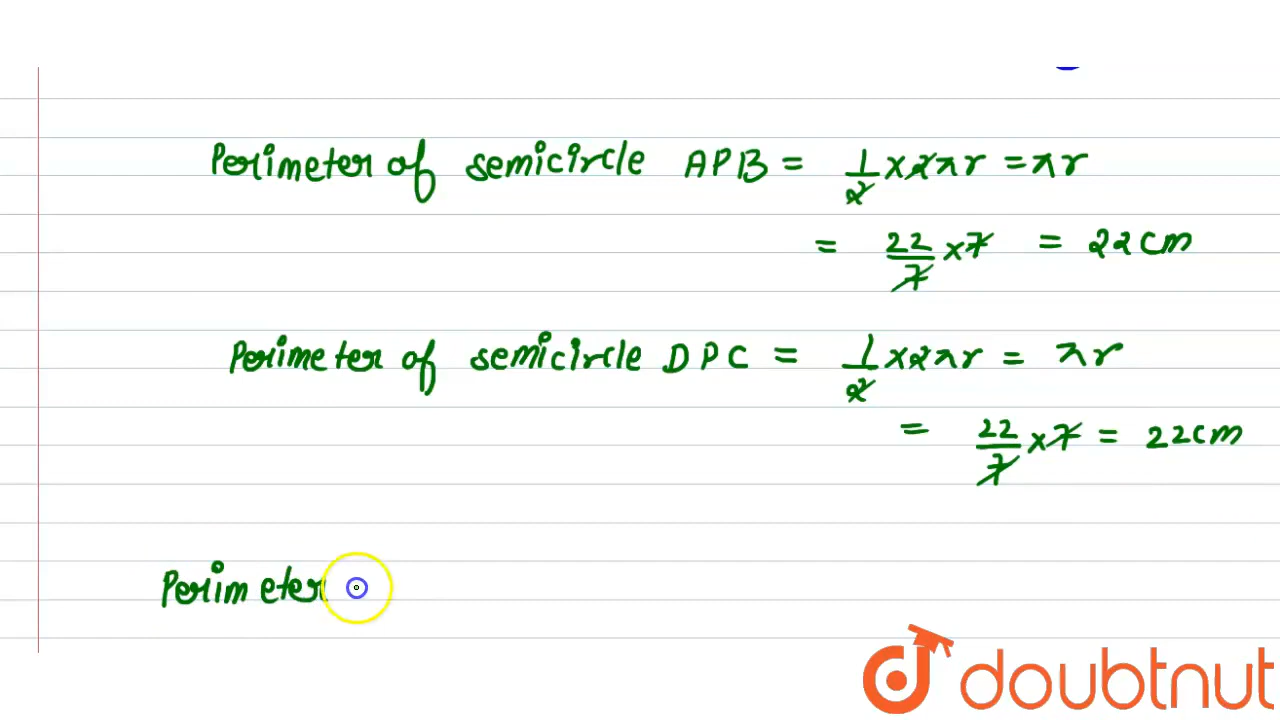 Perimeter of semicircle APB = 1/2 x 2πr = πr
= 22/7 x 7 = 22 cm
Perimeter of semicircle DPC = 1/2 x 2πr = πr
= 22/7 x 7 = 22 cm
Perimeter
doubtnut